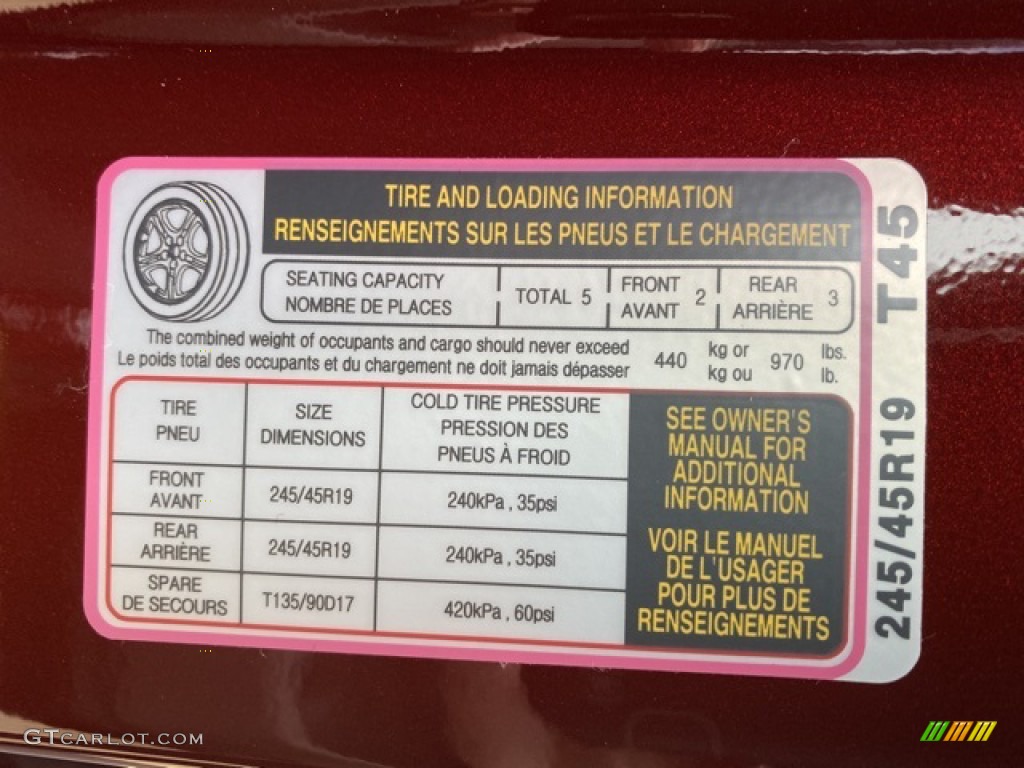 TIRE AND LOADING INFORMATION
RENSEIGNEMENTS SUR LES PNEUS ET LE CHARGEMENT
SEATING CAPACITY
NOMBRE DE PLACES
TOTAL 5
FRONT
AVANT
2
REAR
ARRIÈRE
3
The combined weight of occupants and cargo should never exceed
Le poids total des occupants et du chargement ne doit jamais dépasser
440
kg or
kg ou
970
lbs.
lb.
TIRE
PNEU
SIZE
DIMENSIONS
COLD TIRE PRESSURE
PRESSION DES
PNEUS À FROID
FRONT
AVANT
245/45R19
240kPa , 35psi
REAR
ARRIÈRE
245/45R19
240kPa , 35psi
SPARE
DE SECOURS
T135/90D17
420kPa , 60psi
SEE OWNER'S
MANUAL FOR
ADDITIONAL
INFORMATION
VOIR LE MANUEL
DE L'USAGER
POUR PLUS DE
RENSEIGNEMENTS
245/45R19 T45
GTCARLOT.COM